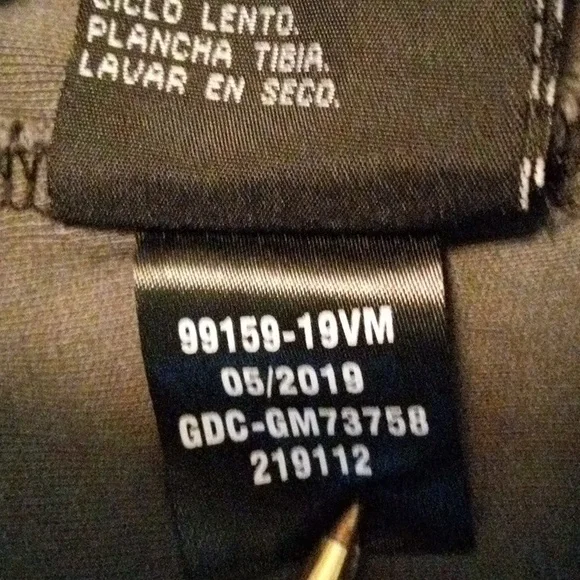 CICLO LENTO.
PLANCHA TIBIA.
LAVAR EN SECO.
99159-19VM
05/2019
GDC-GM73758
219112